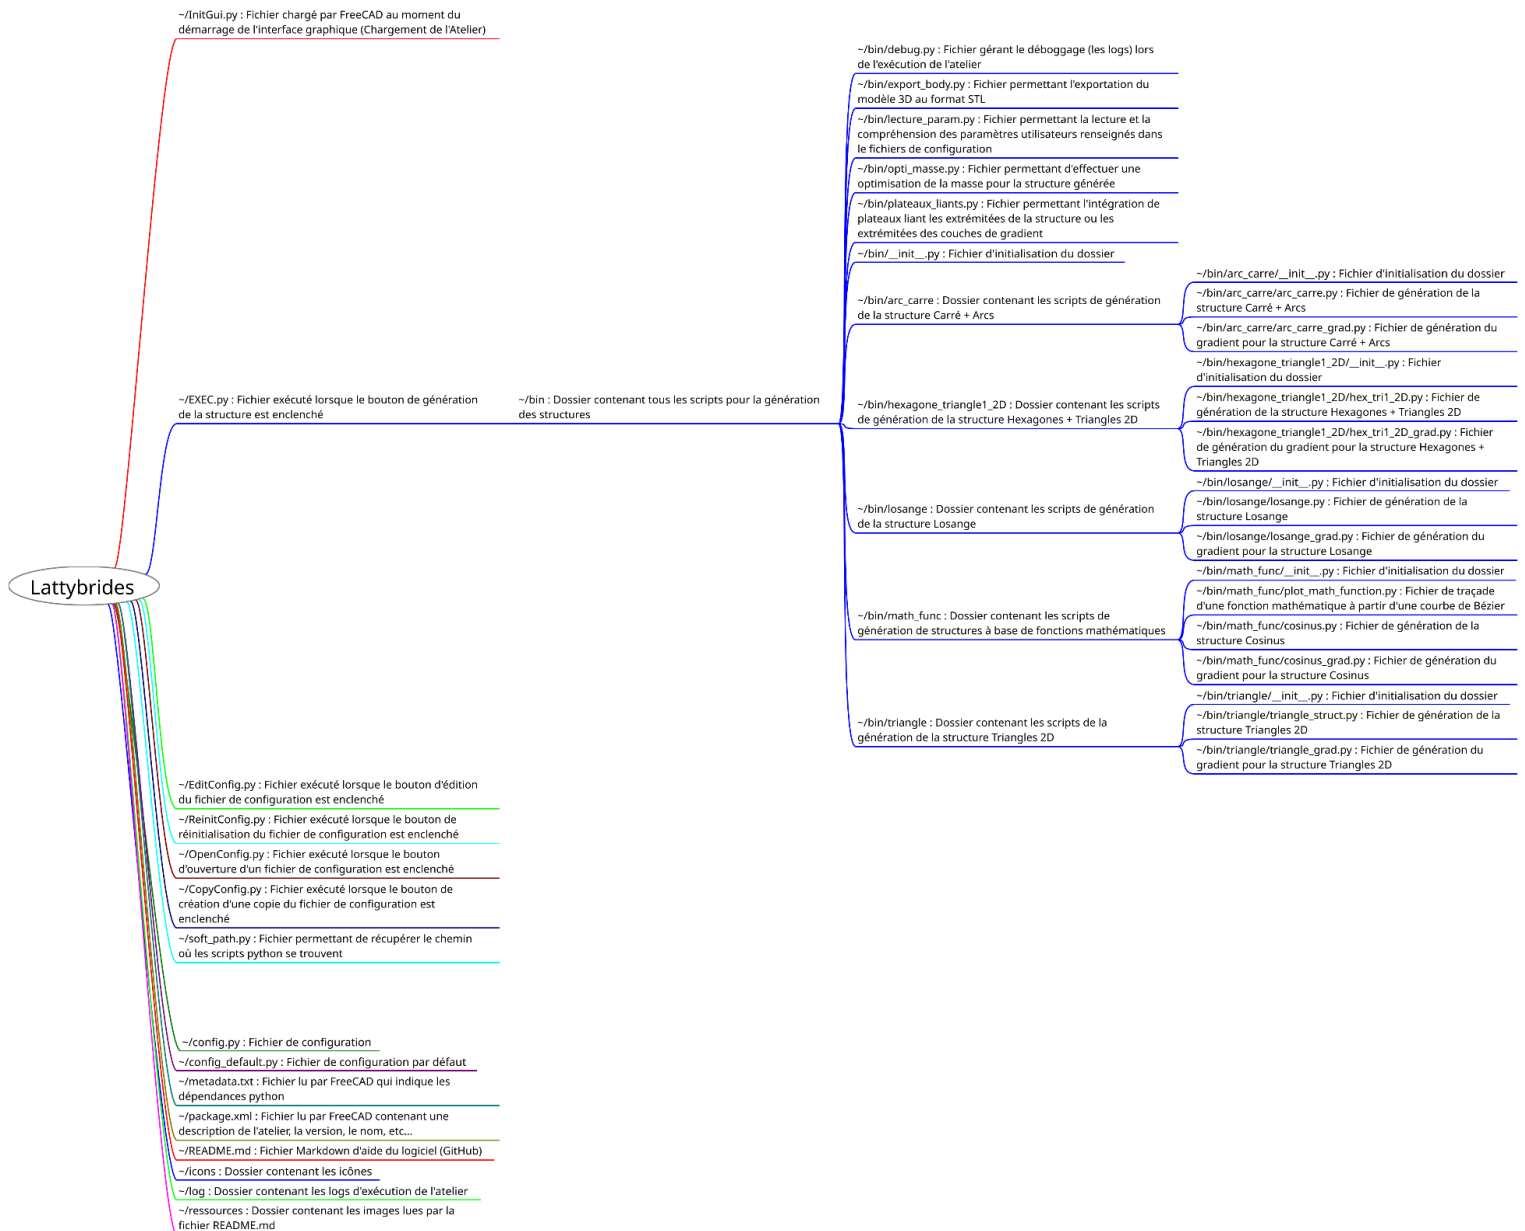 ~/InitGui.py : Fichier chargé par FreeCAD au moment du
démarrage de l'interface graphique (Chargement de l'Atelier)
~/bin/debug.py : Fichier gérant le déboggage (les logs) lors
de l'exécution de l'atelier
~/bin/export_body.py : Fichier permettant l'exportation du
modèle 3D au format STL
~/bin/lecture_param.py : Fichier permettant la lecture et la
compréhension des paramètres utilisateurs renseignés dans
le fichiers de configuration
~/bin/opti_masse.py : Fichier permettant d'effectuer une
optimisation de la masse pour la structure générée
~/bin/plateaux_liants.py : Fichier permettant l'intégration de
plateaux liant les extrémitées de la structure ou les
extrémitées des couches de gradient
~/bin/__init__.py : Fichier d'initialisation du dossier
~/bin/arc_carre : Dossier contenant les scripts de génération
de la structure Carré + Arcs
~/bin/arc_carre/__init__.py : Fichier d'initialisation du dossier
~/bin/arc_carre/arc_carre.py : Fichier de génération de la
structure Carré + Arcs
~/bin/arc_carre/arc_carre_grad.py : Fichier de génération du
gradient pour la structure Carré + Arcs
~/EXEC.py : Fichier exécuté lorsque le bouton de génération
de la structure est enclenché
~/bin : Dossier contenant tous les scripts pour la génération
des structures
~/bin/hexagone_triangle1_2D : Dossier contenant les scripts
de génération de la structure Hexagones + Triangles 2D
~/bin/hexagone_triangle1_2D/__init__.py : Fichier
d'initialisation du dossier
~/bin/hexagone_triangle1_2D/hex_tri1_2D.py : Fichier de
génération de la structure Hexagones + Triangles 2D
~/bin/hexagone_triangle1_2D/hex_tri1_2D_grad.py : Fichier
de génération du gradient pour la structure Hexagones +
Triangles 2D
~/bin/losange : Dossier contenant les scripts de génération
de la structure Losange
~/bin/losange/__init__.py : Fichier d'initialisation du dossier
~/bin/losange/losange.py : Fichier de génération de la
structure Losange
~/bin/losange/losange_grad.py : Fichier de génération du
gradient pour la structure Losange
Lattybrides
~/bin/math_func : Dossier contenant les scripts de
génération de structures à base de fonctions mathématiques
~/bin/math_func/__init__.py : Fichier d'initialisation du dossier
~/bin/math_func/plot_math_function.py : Fichier de traçade
d'une fonction mathématique à partir d'une courbe de Bézier
~/bin/math_func/cosinus.py : Fichier de génération de la
structure Cosinus
~/bin/math_func/cosinus_grad.py : Fichier de génération du
gradient pour la structure Cosinus
~/bin/triangle : Dossier contenant les scripts de la
génération de la structure Triangles 2D
~/bin/triangle/__init__.py : Fichier d'initialisation du dossier
~/bin/triangle/triangle_struct.py : Fichier de génération de la
structure Triangles 2D
~/bin/triangle/triangle_grad.py : Fichier de génération du
gradient pour la structure Triangles 2D
~/EditConfig.py : Fichier exécuté lorsque le bouton d'édition
du fichier de configuration est enclenché
~/ReinitConfig.py : Fichier exécuté lorsque le bouton de
réinitialisation du fichier de configuration est enclenché
~/OpenConfig.py : Fichier exécuté lorsque le bouton
d'ouverture d'un fichier de configuration est enclenché
~/CopyConfig.py : Fichier exécuté lorsque le bouton de
création d'une copie du fichier de configuration est
enclenché
~/soft_path.py : Fichier permettant de récupérer le chemin
où les scripts python se trouvent
~/config.py : Fichier de configuration
~/config_default.py : Fichier de configuration par défaut
~/metadata.txt : Fichier lu par FreeCAD qui indique les
dépendances python
~/package.xml : Fichier lu par FreeCAD contenant une
description de l'atelier, la version, le nom, etc...
~/README.md : Fichier Markdown d'aide du logiciel (GitHub)
~/icons : Dossier contenant les icônes
~/log : Dossier contenant les logs d'exécution de l'atelier
~/ressources : Dossier contenant les images lues par la
fichier README.md